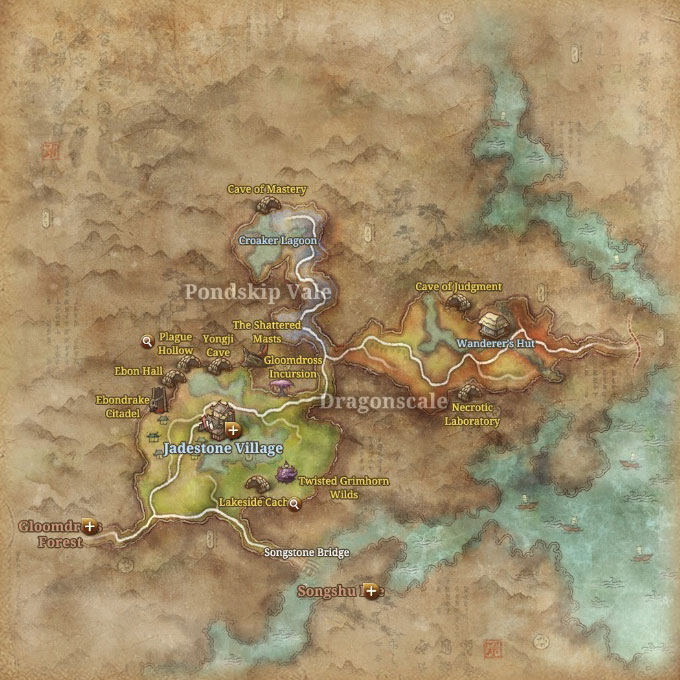 Cave of Mastery
Croaker Lagoon
Pondskip Vale
Cave of Judgment
The Shattered
Masts
Wanderer's Hut
Plague
Hollow
Yongji
Cave
Gloomdross
Incursion
Ebon Hall
Ebondrake
Citadel
Dragonscale
Necrotic
Laboratory
Jadestone Village
Twisted Grimhorn
Wilds
Lakeside
Forest
Songstone Bridge
Songshu